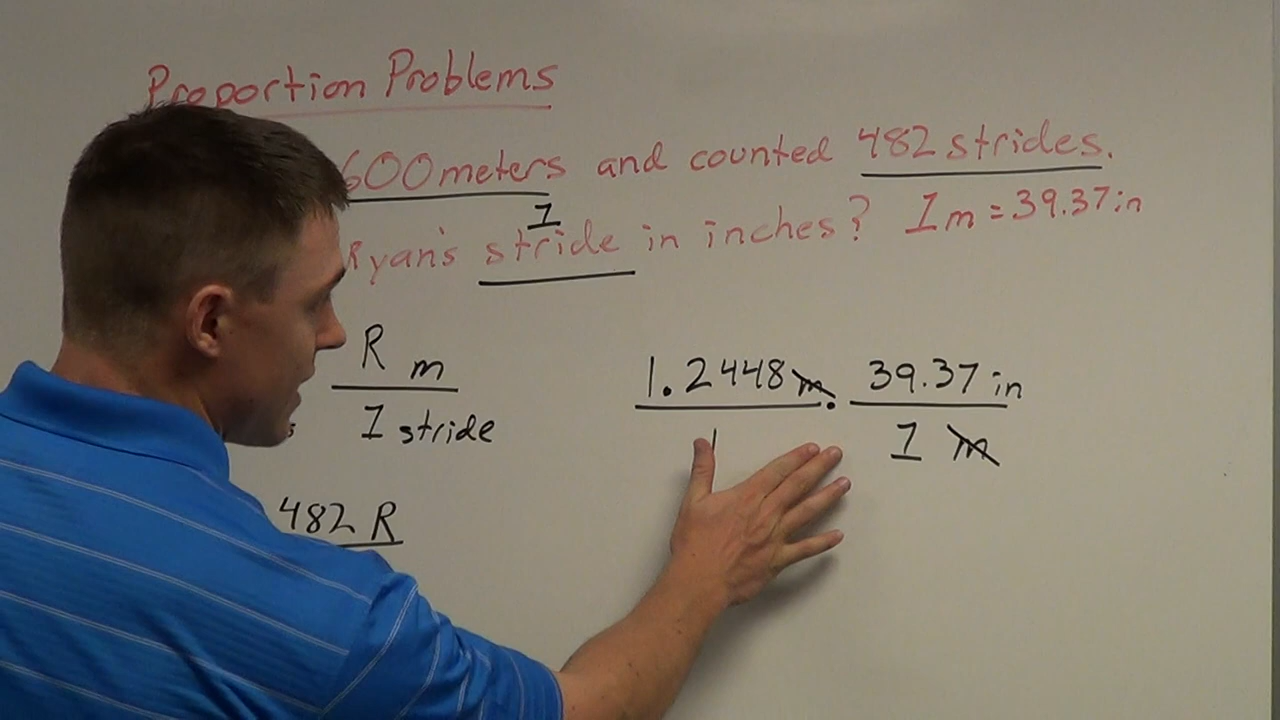 Proportion Problems
600 meters and counted 482 strides.
1
Ryan's stride in inches? 1m = 39.37in
R m
1 stride
s
1.2448m . 39.37 in
1 1 m
482 R